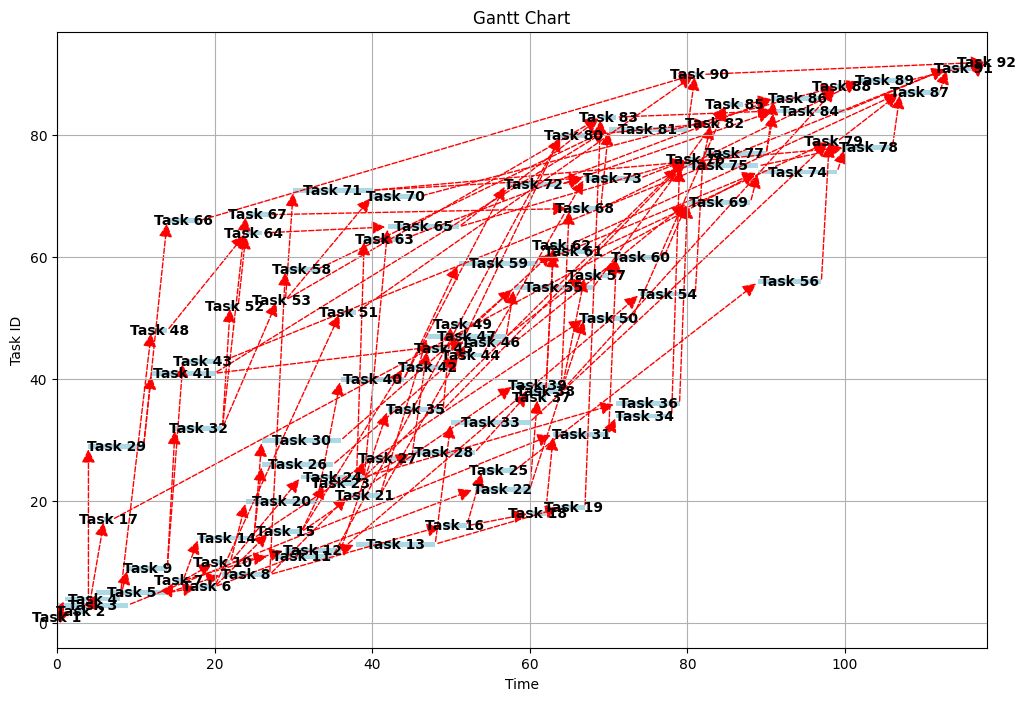 Gantt Chart
Task 92
Task 91
Task 90
Task 89
Task 88
Task 87
Task 86
Task 85
Task 84
Task 83
Task 82
Task 81
Task 80
80
Task 79
Task 78
Task 77
Task 75
Task 74
Task 73
Task 72
Task 71
Task 70
Task 69
Task 68
Task 67
Task 66
Task 65
Task 64
Task 63
Task 62
Task 61
Task 60
60
Task 59
Task 58
Task 57
Task 56
Task 55
Task 54
Task 53
Task 52
Task 51
Task 50
Task 49
Task 48
Task 47
Task 46
Task 45
Task 44
Task 43
Task 42
Task 41
Task 40
40
Task 39
Task 38
Task 37
Task 36
Task 35
Task 34
Task 33
Task 32
Task 31
Task 30
Task 29
Task 28
Task 27
Task 26
Task 25
Task 24
Task 23
Task 22
Task 21
Task 20
20
Task 19
Task 18
Task 17
Task 16
Task 15
Task 14
Task 13
Task 12
Task 11
Task 10
Task 9
Task 8
Task 7
Task 6
Task 5
Task 4
Task 3
Task 2
Task 1
0
Task ID
0 20 40 60 80 100
Time